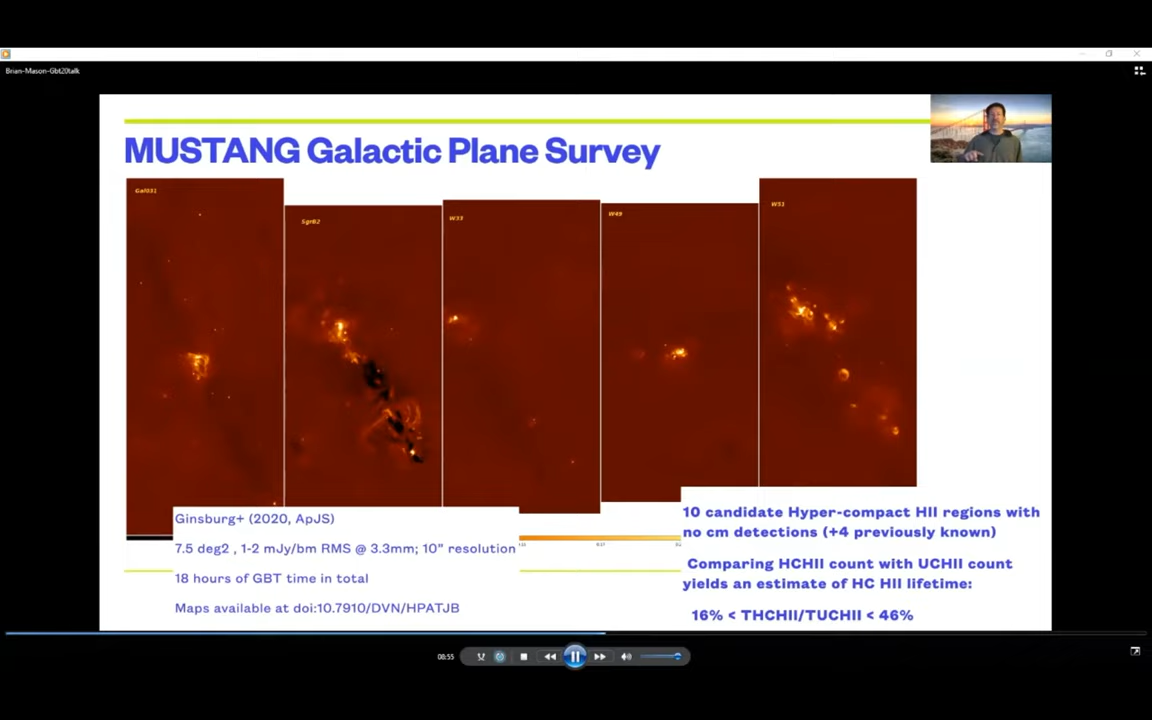 Brian-Mason-Gbt20talk
MUSTANG Galactic Plane Survey
Gal031
SgrB2
W33
W49
W51
Ginsburg+ (2020, ApJS)
7.5 deg2 , 1-2 mJy/bm RMS @ 3.3mm; 10" resolution
18 hours of GBT time in total
Maps available at doi:10.7910/DVN/HPATJB
10 candidate Hyper-compact HII regions with
no cm detections (+4 previously known)
Comparing HCHII count with UCHII count
yields an estimate of HC HII lifetime:
16% < THCHII/TUCHII < 46%
08:55